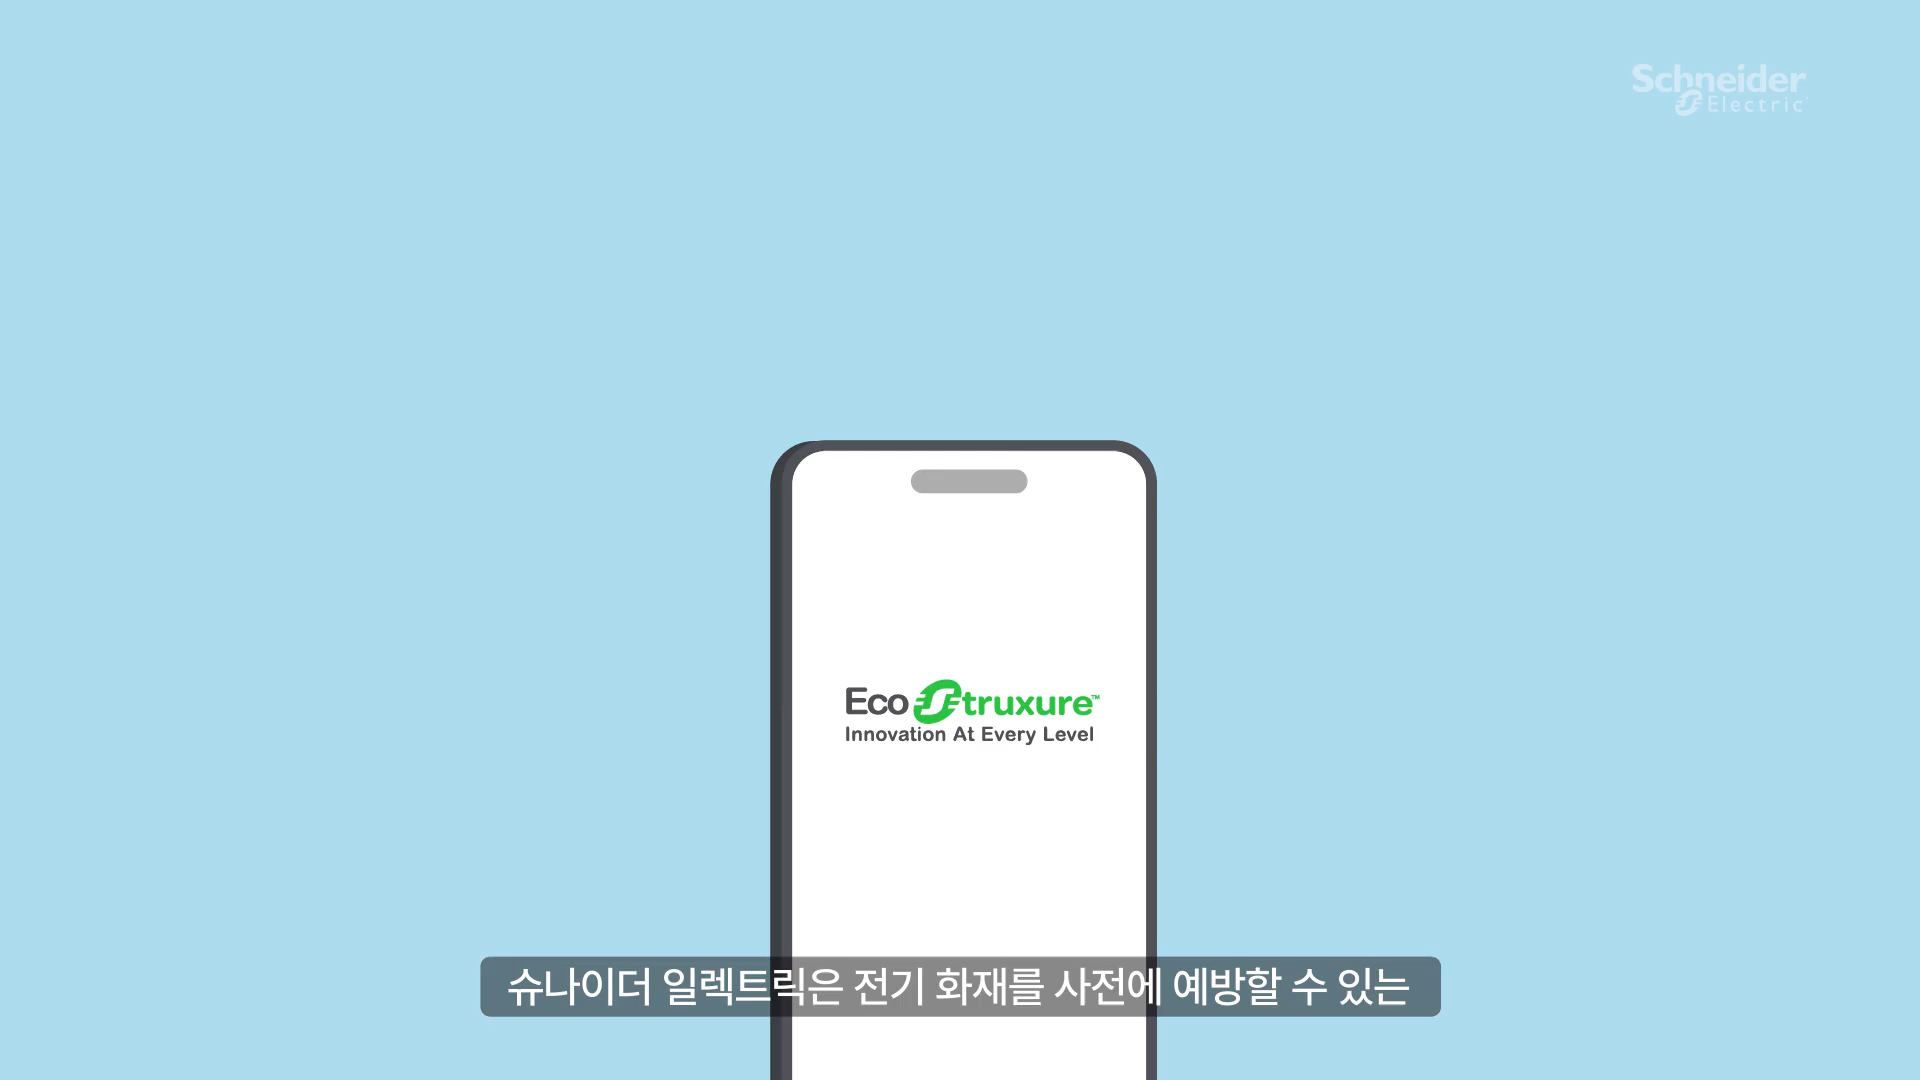 Schneider
Electric
EcoStruxure™
Innovation At Every Level
슈나이더 일렉트릭은 전기 화재를 사전에 예방할 수 있는